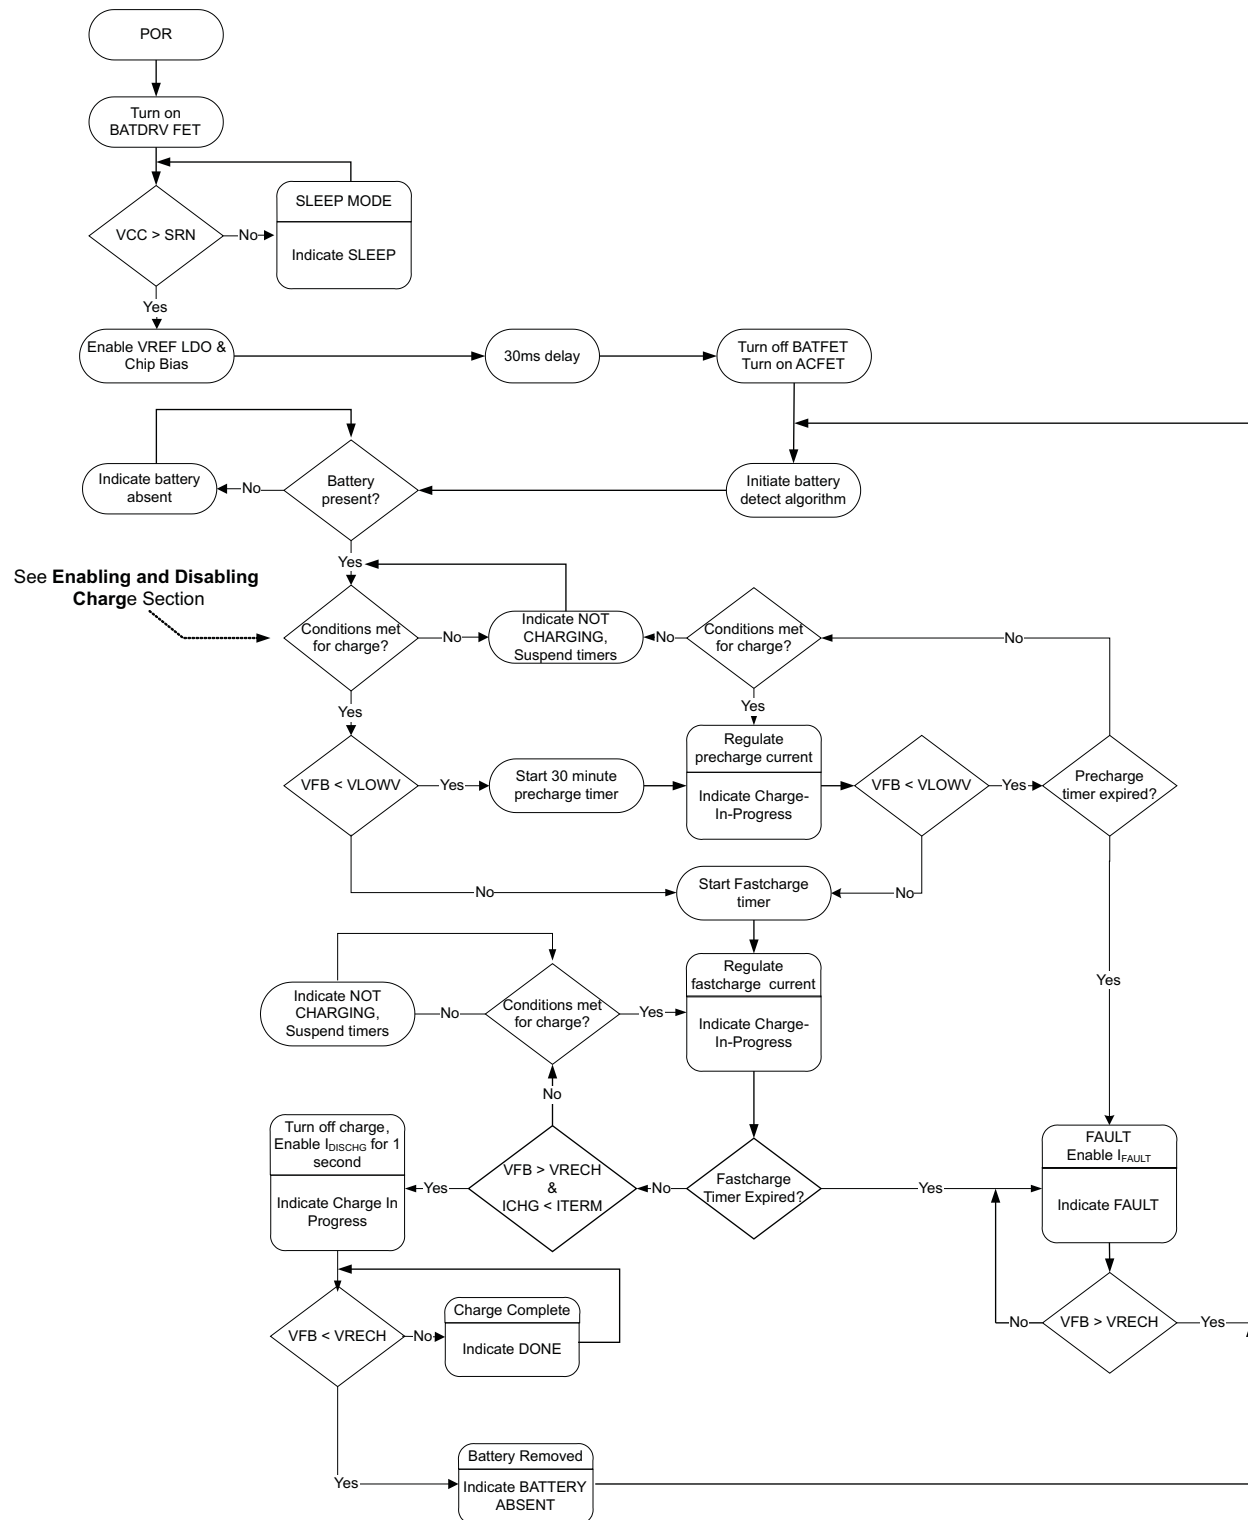 POR
Turn on
BATDRV FET
SLEEP MODE
VCC > SRN
No
Indicate SLEEP
Yes
Enable VREF LDO &
Chip Bias
30ms delay
Turn off BATFET
Turn on ACFET
Indicate battery
absent
No
Battery
present?
Initiate battery
detect algorithm
Yes
See Enabling and Disabling
Charge Section
Conditions met
for charge?
No
Indicate NOT
CHARGING,
Suspend timers
No
Conditions met
for charge?
No
Yes
Yes
VFB < VLOWV
Yes
Start 30 minute
precharge timer
Regulate
precharge current
Indicate Charge-
In-Progress
VFB < VLOWV
Yes
Precharge
timer expired?
No
Start Fastcharge
timer
No
Yes
Indicate NOT
CHARGING,
Suspend timers
No
Conditions met
for charge?
Yes
Regulate
fastcharge current
Indicate Charge-
In-Progress
No
Turn off charge,
Enable IDISCHG for 1
second
Indicate Charge In
Progress
Yes
VFB > VRECH
&
ICHG < ITERM
No
Fastcharge
Timer Expired?
Yes
FAULT
Enable IFAULT
Indicate FAULT
VFB < VRECH
No
Charge Complete
Indicate DONE
No
VFB > VRECH
Yes
Yes
Battery Removed
Indicate BATTERY
ABSENT